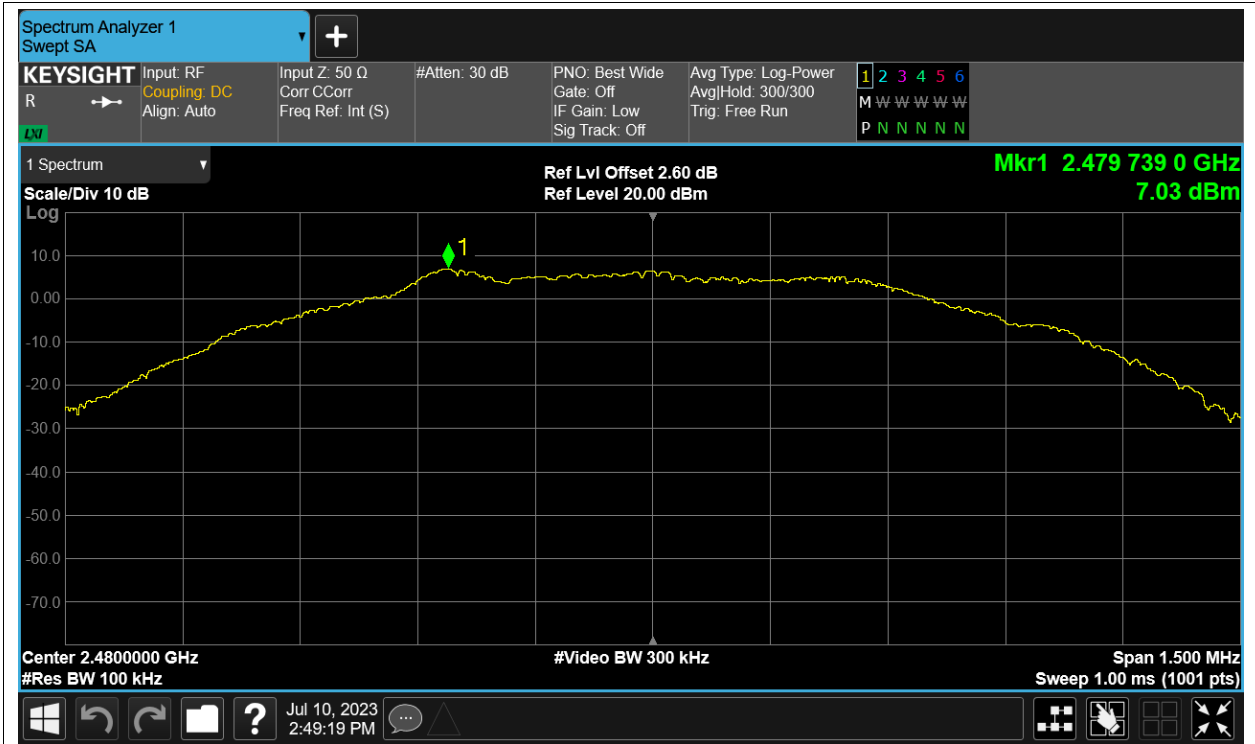 Spectrum Analyzer 1
Swept SA
+
KEYSIGHT
R
LXI
Input: RF
Coupling: DC
Align: Auto
Input Z: 50 Ω
Corr CCorr
Freq Ref: Int (S)
#Atten: 30 dB
PNO: Best Wide
Gate: Off
IF Gain: Low
Sig Track: Off
Avg Type: Log-Power
Avg|Hold: 300/300
Trig: Free Run
1 2 3 4 5 6
M W W W W W
P N N N N N
1 Spectrum
Scale/Div 10 dB
Log
Ref Lvl Offset 2.60 dB
Ref Level 20.00 dBm
Mkr1 2.479 739 0 GHz
7.03 dBm
1
10.0
0.00
-10.0
-20.0
-30.0
-40.0
-50.0
-60.0
-70.0
Center 2.4800000 GHz
#Res BW 100 kHz
#Video BW 300 kHz
Span 1.500 MHz
Sweep 1.00 ms (1001 pts)
?
Jul 10, 2023
2:49:19 PM